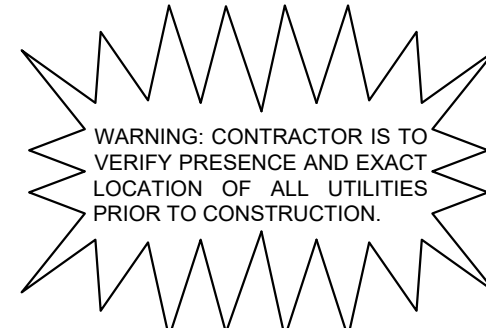 WARNING: CONTRACTOR IS TO
VERIFY PRESENCE AND EXACT
LOCATION OF ALL UTILITIES
PRIOR TO CONSTRUCTION.